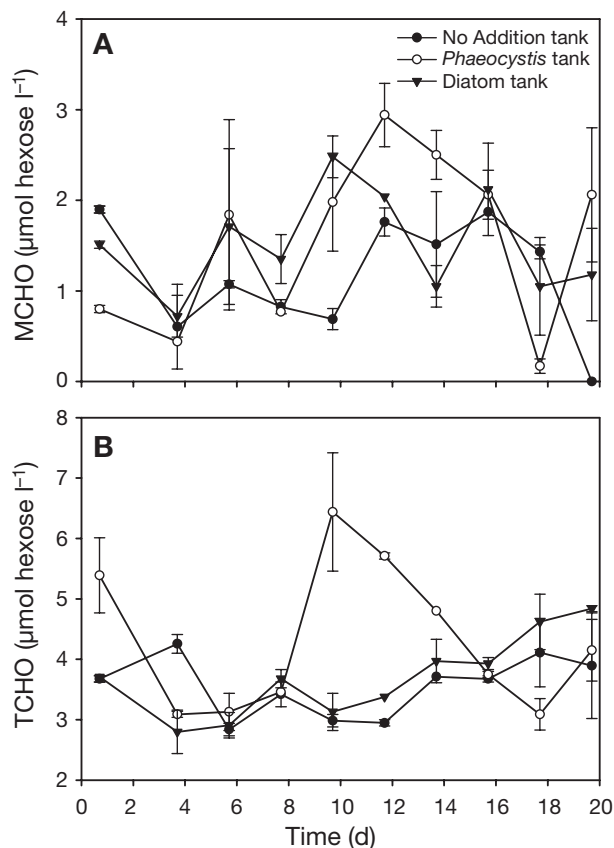 A
No Addition tank
Phaeocystis tank
Diatom tank
MCHO (µmol hexose l⁻¹)
4
3
2
1
0
B
TCHO (µmol hexose l⁻¹)
8
7
6
5
4
3
2
0 2 4 6 8 10 12 14 16 18 20
Time (d)